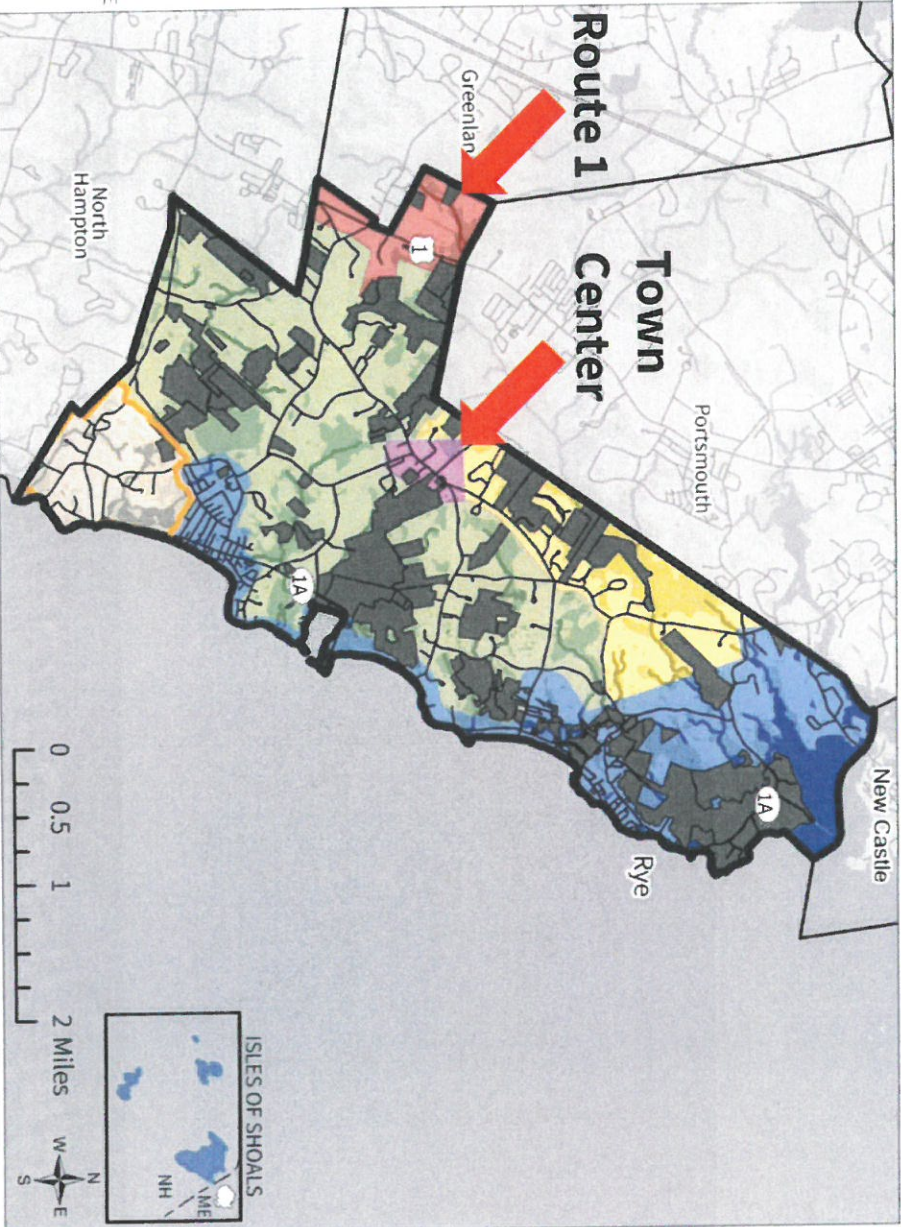 Route 1
Town
Center
Greenlan
Portsmouth
New Castle
North
Hampton
1
1A
1A
Rye
0 0.5 1 2 Miles
ISLES OF SHOALS
ME
NH
N
W E
S